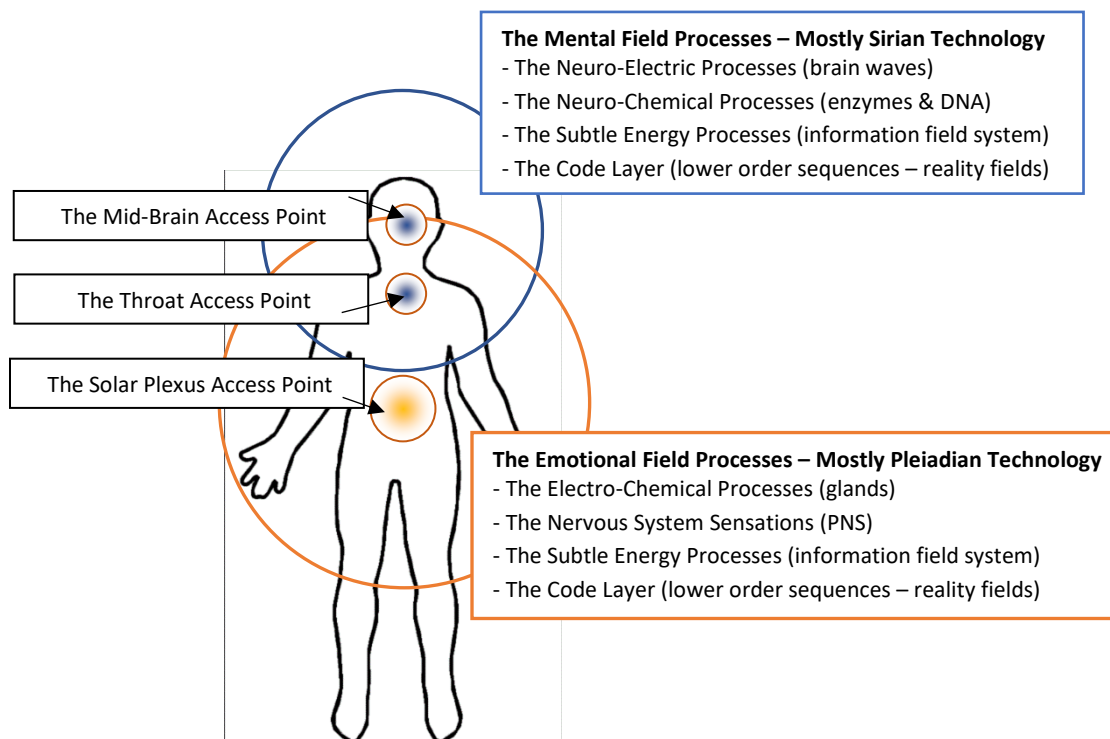 The Mental Field Processes – Mostly Sirian Technology
- The Neuro-Electric Processes (brain waves)
- The Neuro-Chemical Processes (enzymes & DNA)
- The Subtle Energy Processes (information field system)
- The Code Layer (lower order sequences – reality fields)
The Mid-Brain Access Point
The Throat Access Point
The Solar Plexus Access Point
The Emotional Field Processes – Mostly Pleiadian Technology
- The Electro-Chemical Processes (glands)
- The Nervous System Sensations (PNS)
- The Subtle Energy Processes (information field system)
- The Code Layer (lower order sequences – reality fields)